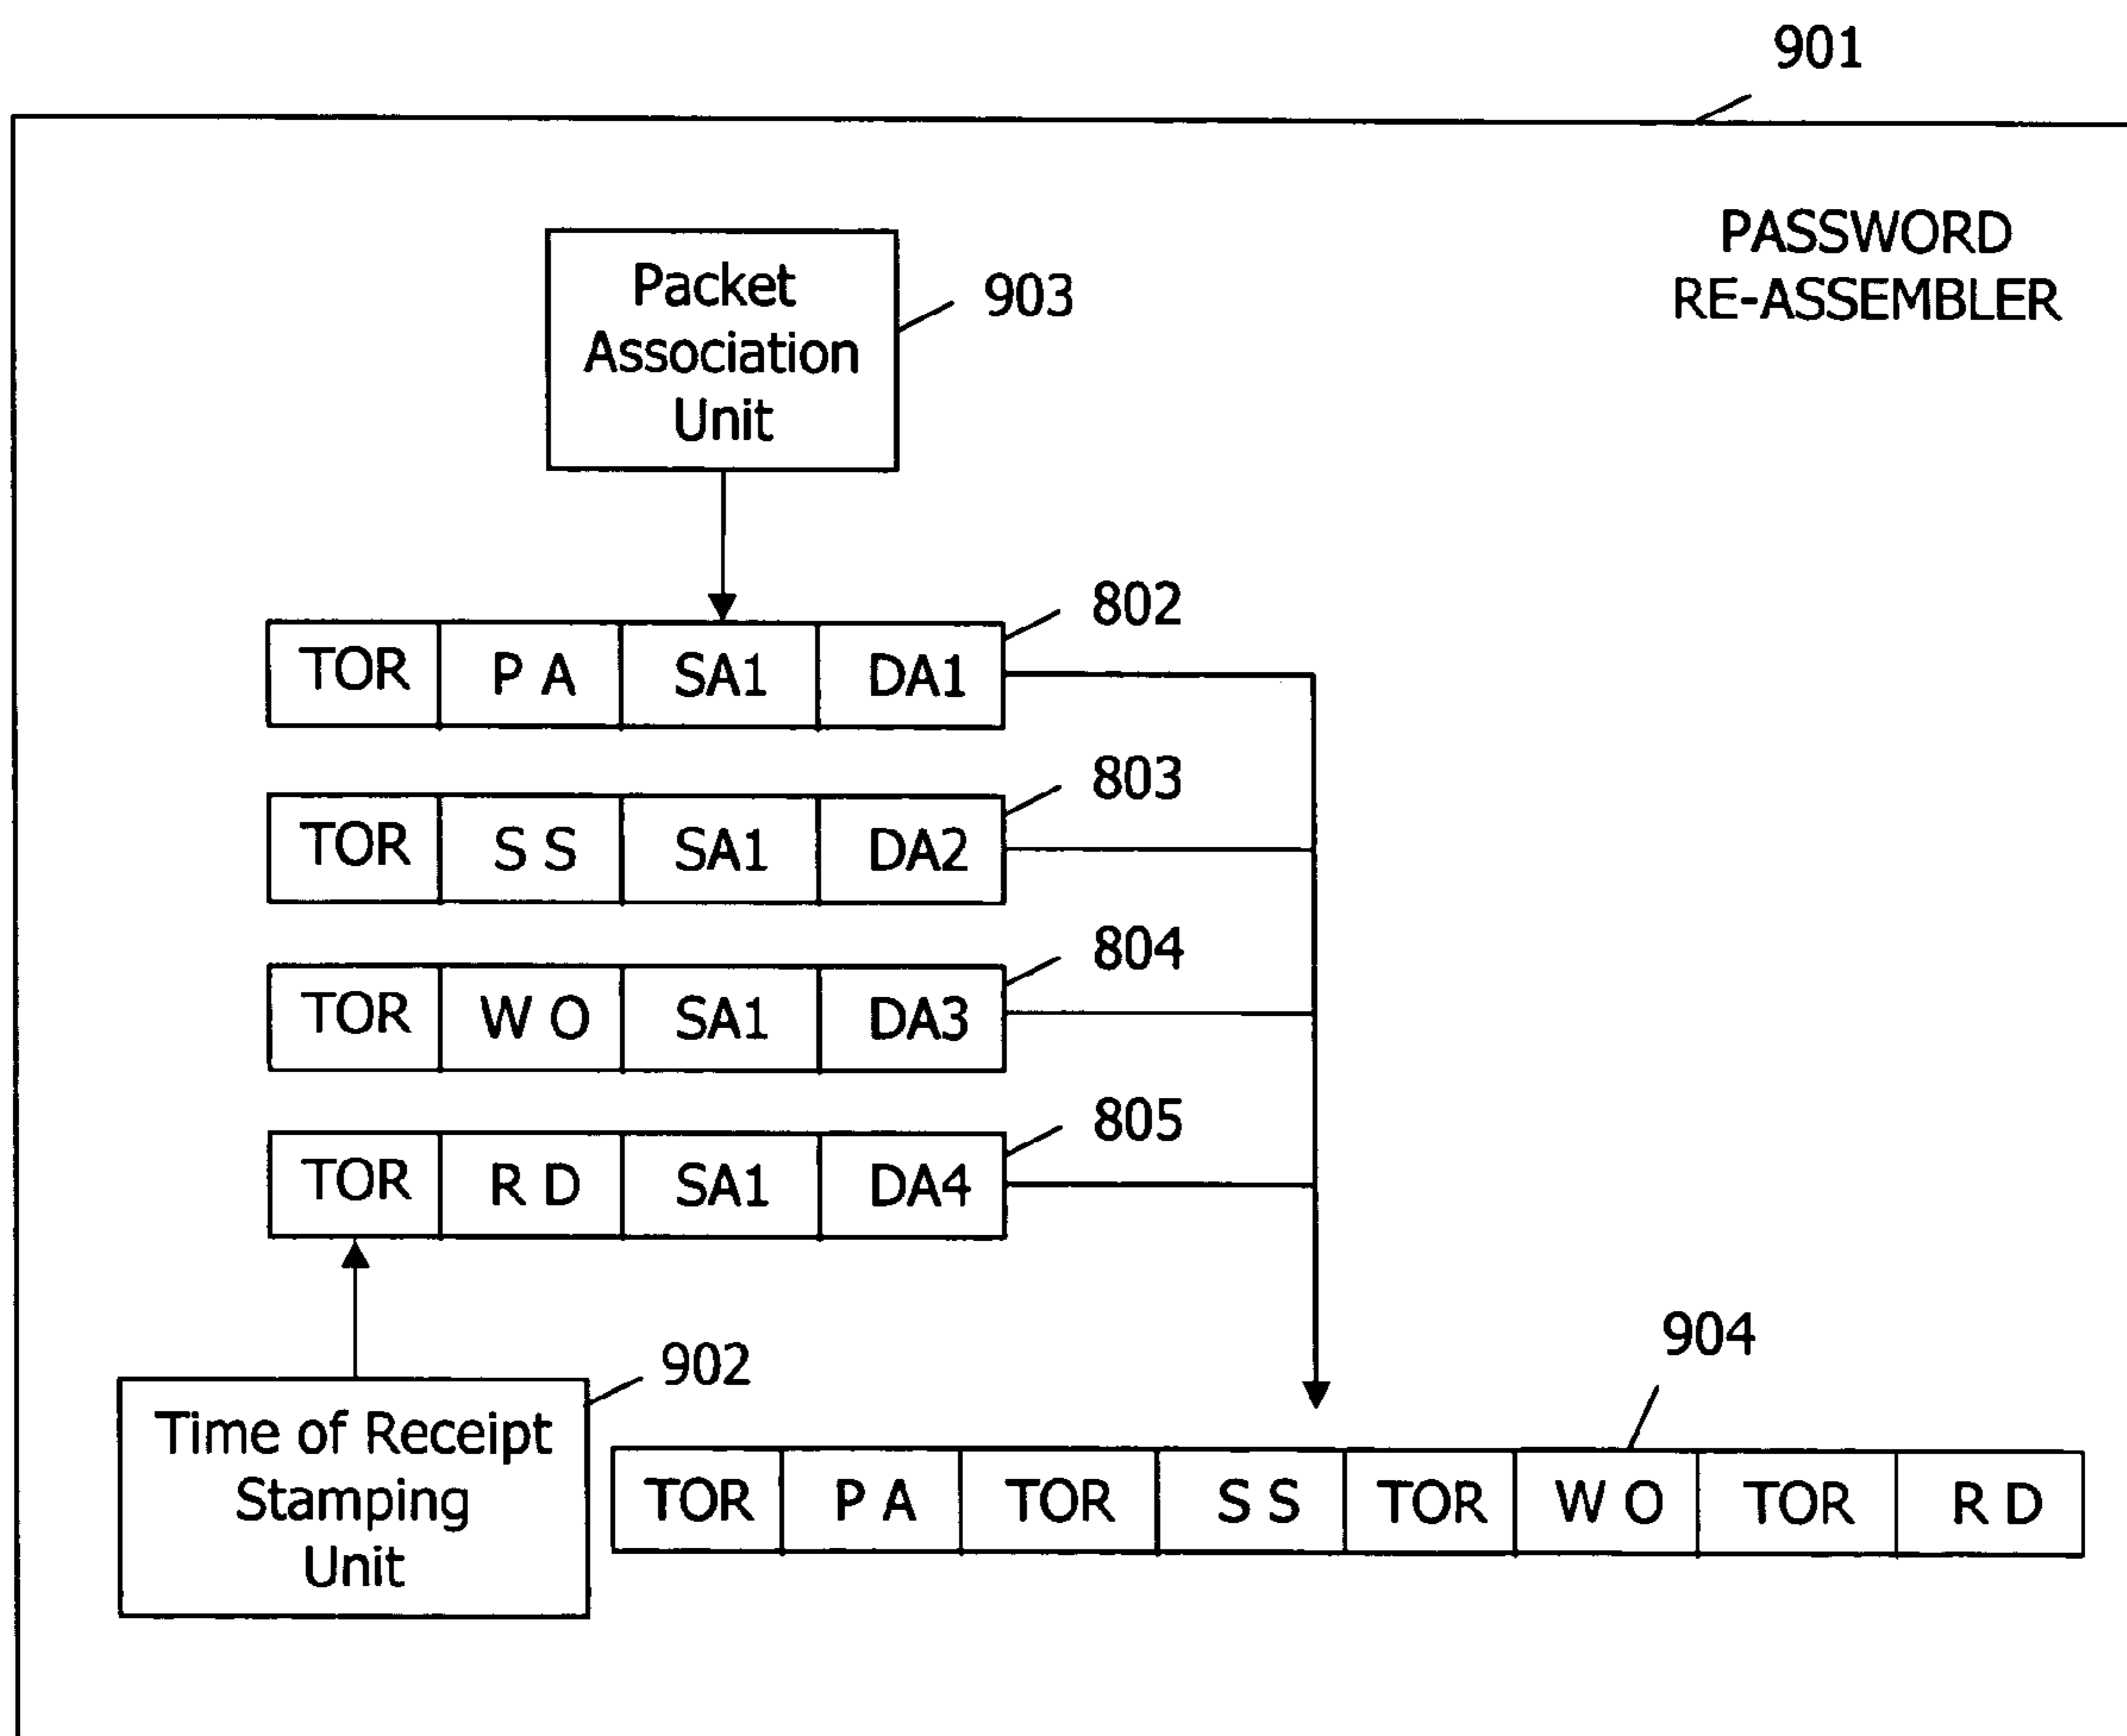 901
PASSWORD
RE-ASSEMBLER
Packet
Association
Unit
903
802
TOR P A SA1 DA1
803
TOR S S SA1 DA2
804
TOR W O SA1 DA3
805
TOR R D SA1 DA4
902
Time of Receipt
Stamping
Unit
904
TOR P A TOR S S TOR W O TOR R D